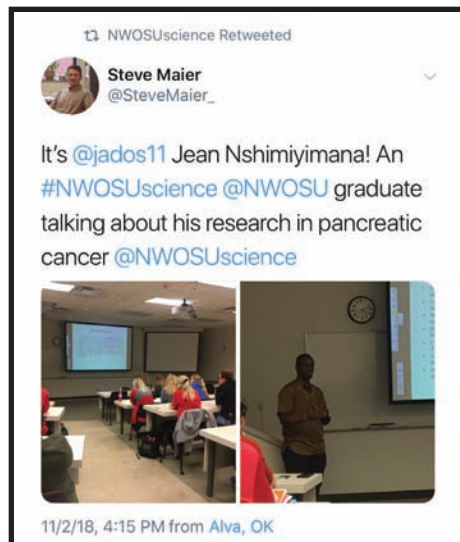 NWOSUscience Retweeted
Steve Maier
@SteveMaier_
It's @jados11 Jean Nshimiyimana! An
#NWOSUscience @NWOSU graduate
talking about his research in pancreatic
cancer @NWOSUscience
11/2/18, 4:15 PM from Alva, OK